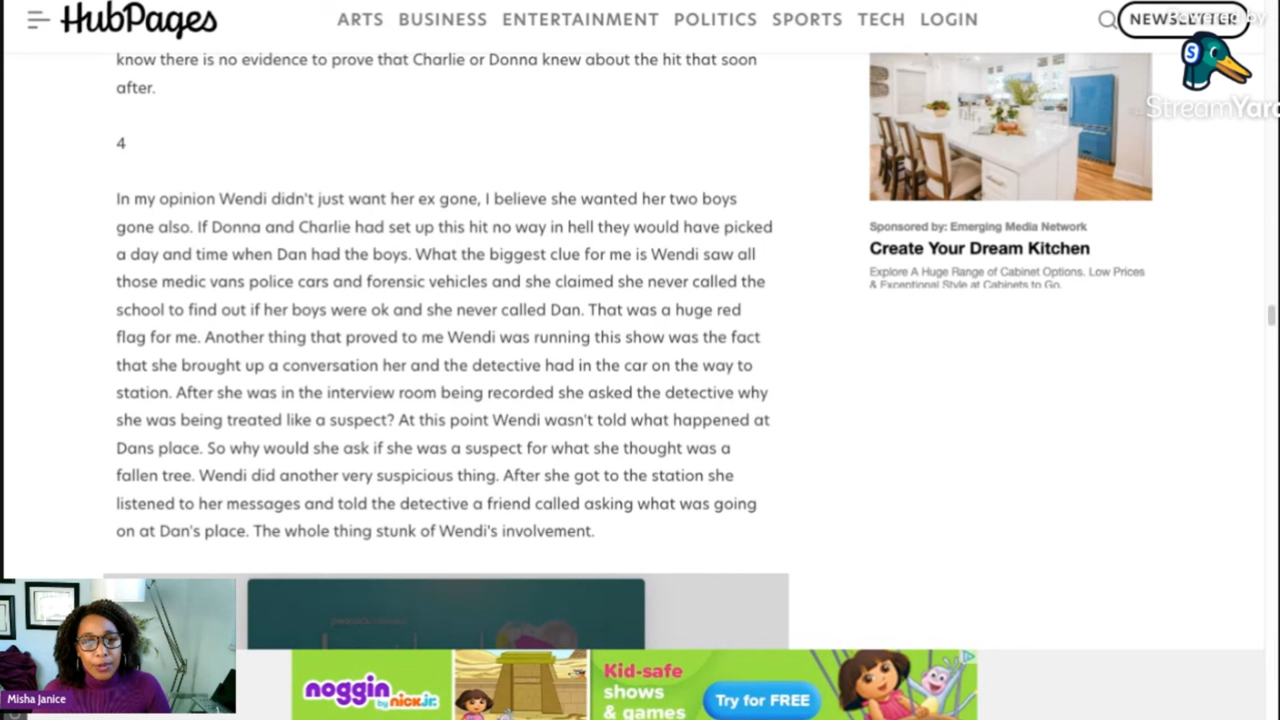 HubPages
ARTS BUSINESS ENTERTAINMENT POLITICS SPORTS TECH LOGIN
NEWSLETTER
Powered by
StreamYard
know there is no evidence to prove that Charlie or Donna knew about the hit that soon
after.
4
In my opinion Wendi didn't just want her ex gone, I believe she wanted her two boys
gone also. If Donna and Charlie had set up this hit no way in hell they would have picked
a day and time when Dan had the boys. What the biggest clue for me is Wendi saw all
those medic vans police cars and forensic vehicles and she claimed she never called the
school to find out if her boys were ok and she never called Dan. That was a huge red
flag for me. Another thing that proved to me Wendi was running this show was the fact
that she brought up a conversation her and the detective had in the car on the way to
station. After she was in the interview room being recorded she asked the detective why
she was being treated like a suspect? At this point Wendi wasn't told what happened at
Dans place. So why would she ask if she was a suspect for what she thought was a
fallen tree. Wendi did another very suspicious thing. After she got to the station she
listened to her messages and told the detective a friend called asking what was going
on at Dan's place. The whole thing stunk of Wendi's involvement.
Sponsored by: Emerging Media Network
Create Your Dream Kitchen
Explore A Huge Range of Cabinet Options. Low Prices
& Exceptional Style at Cabinets to Go.
Misha Janice
noggin
by nick jr.
Kid-safe
shows
& games
Try for FREE